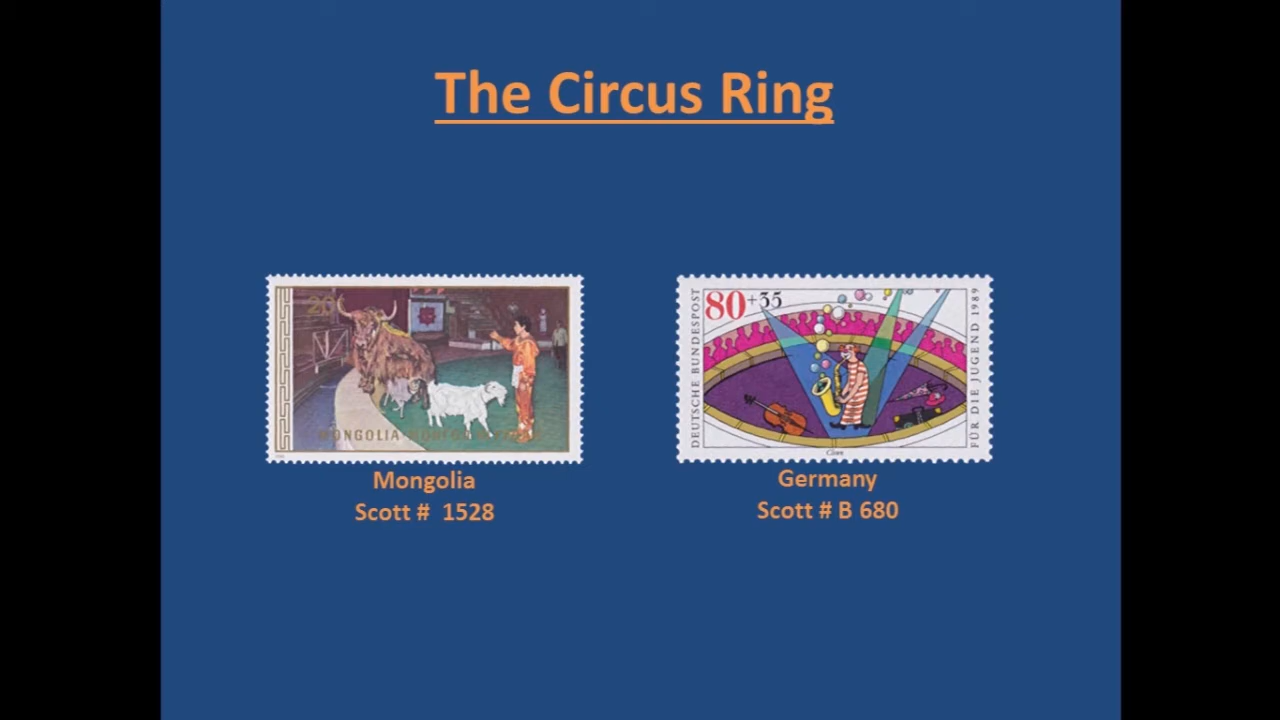 The Circus Ring
20
MONGOLIA
Mongolia
Scott # 1528
DEUTSCHE BUNDESPOST
80+35
FÜR DIE JUGEND 1989
Clown
Germany
Scott # B 680